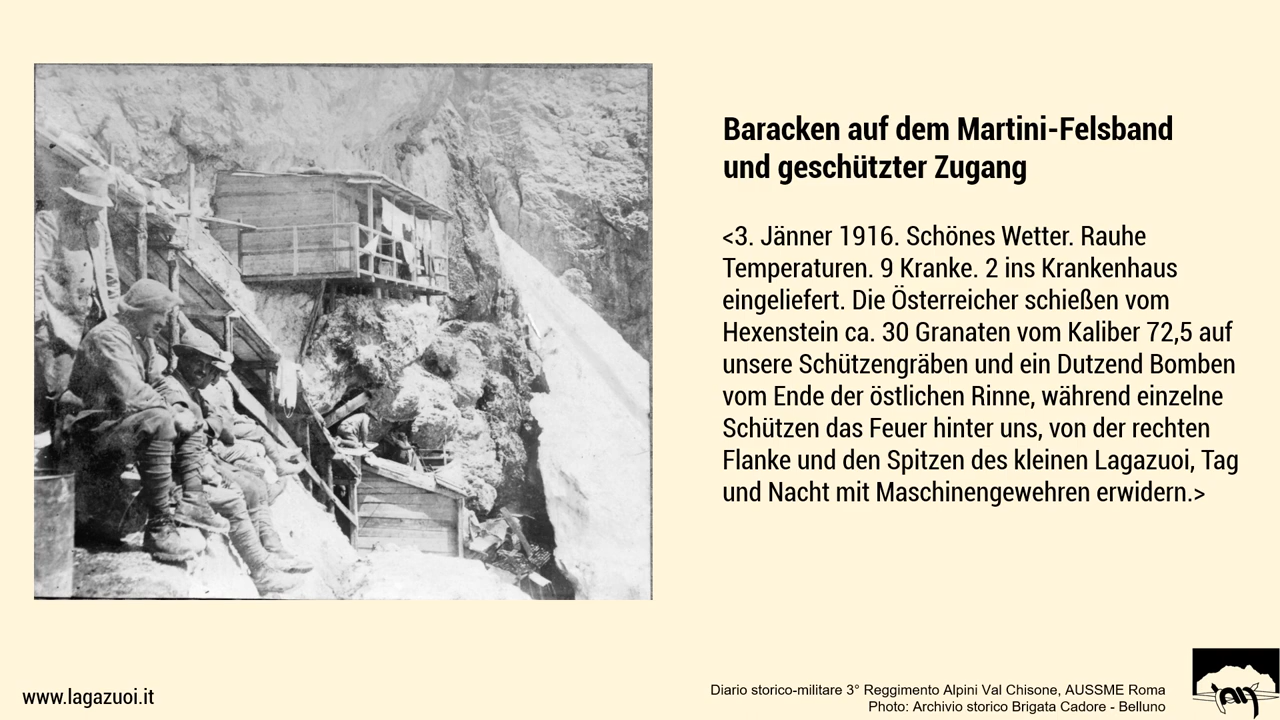 Baracken auf dem Martini-Felsband
und geschützter Zugang
<3. Jänner 1916. Schönes Wetter. Rauhe
Temperaturen. 9 Kranke. 2 ins Krankenhaus
eingeliefert. Die Österreicher schießen vom
Hexenstein ca. 30 Granaten vom Kaliber 72,5 auf
unsere Schützengräben und ein Dutzend Bomben
vom Ende der östlichen Rinne, während einzelne
Schützen das Feuer hinter uns, von der rechten
Flanke und den Spitzen des kleinen Lagazuoi, Tag
und Nacht mit Maschinengewehren erwidern.>
www.lagazuoi.it
Diario storico-militare 3° Reggimento Alpini Val Chisone, AUSSME Roma
Photo: Archivio storico Brigata Cadore - Belluno